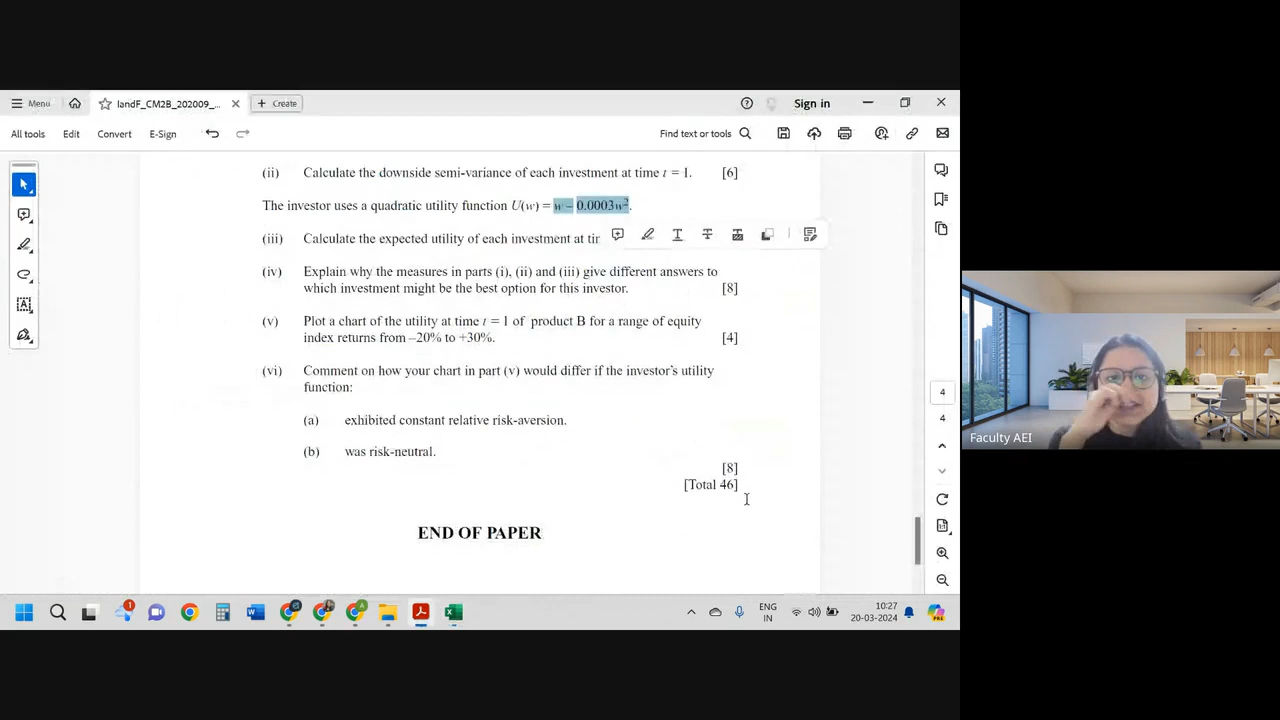 Menu
landF_CM2B_202009_...
Create
Sign in
All tools
Edit
Convert
E-Sign
Find text or tools
(ii) Calculate the downside semi-variance of each investment at time t = 1. [6]
The investor uses a quadratic utility function U(w) = w – 0.0003w².
(iii) Calculate the expected utility of each investment at tir
(iv) Explain why the measures in parts (i), (ii) and (iii) give different answers to
which investment might be the best option for this investor. [8]
(v) Plot a chart of the utility at time t = 1 of product B for a range of equity
index returns from –20% to +30%. [4]
(vi) Comment on how your chart in part (v) would differ if the investor's utility
function:
(a) exhibited constant relative risk-aversion.
(b) was risk-neutral.
[8]
[Total 46]
END OF PAPER
4
4
Faculty AEI
1
ENG
IN
10:27
20-03-2024